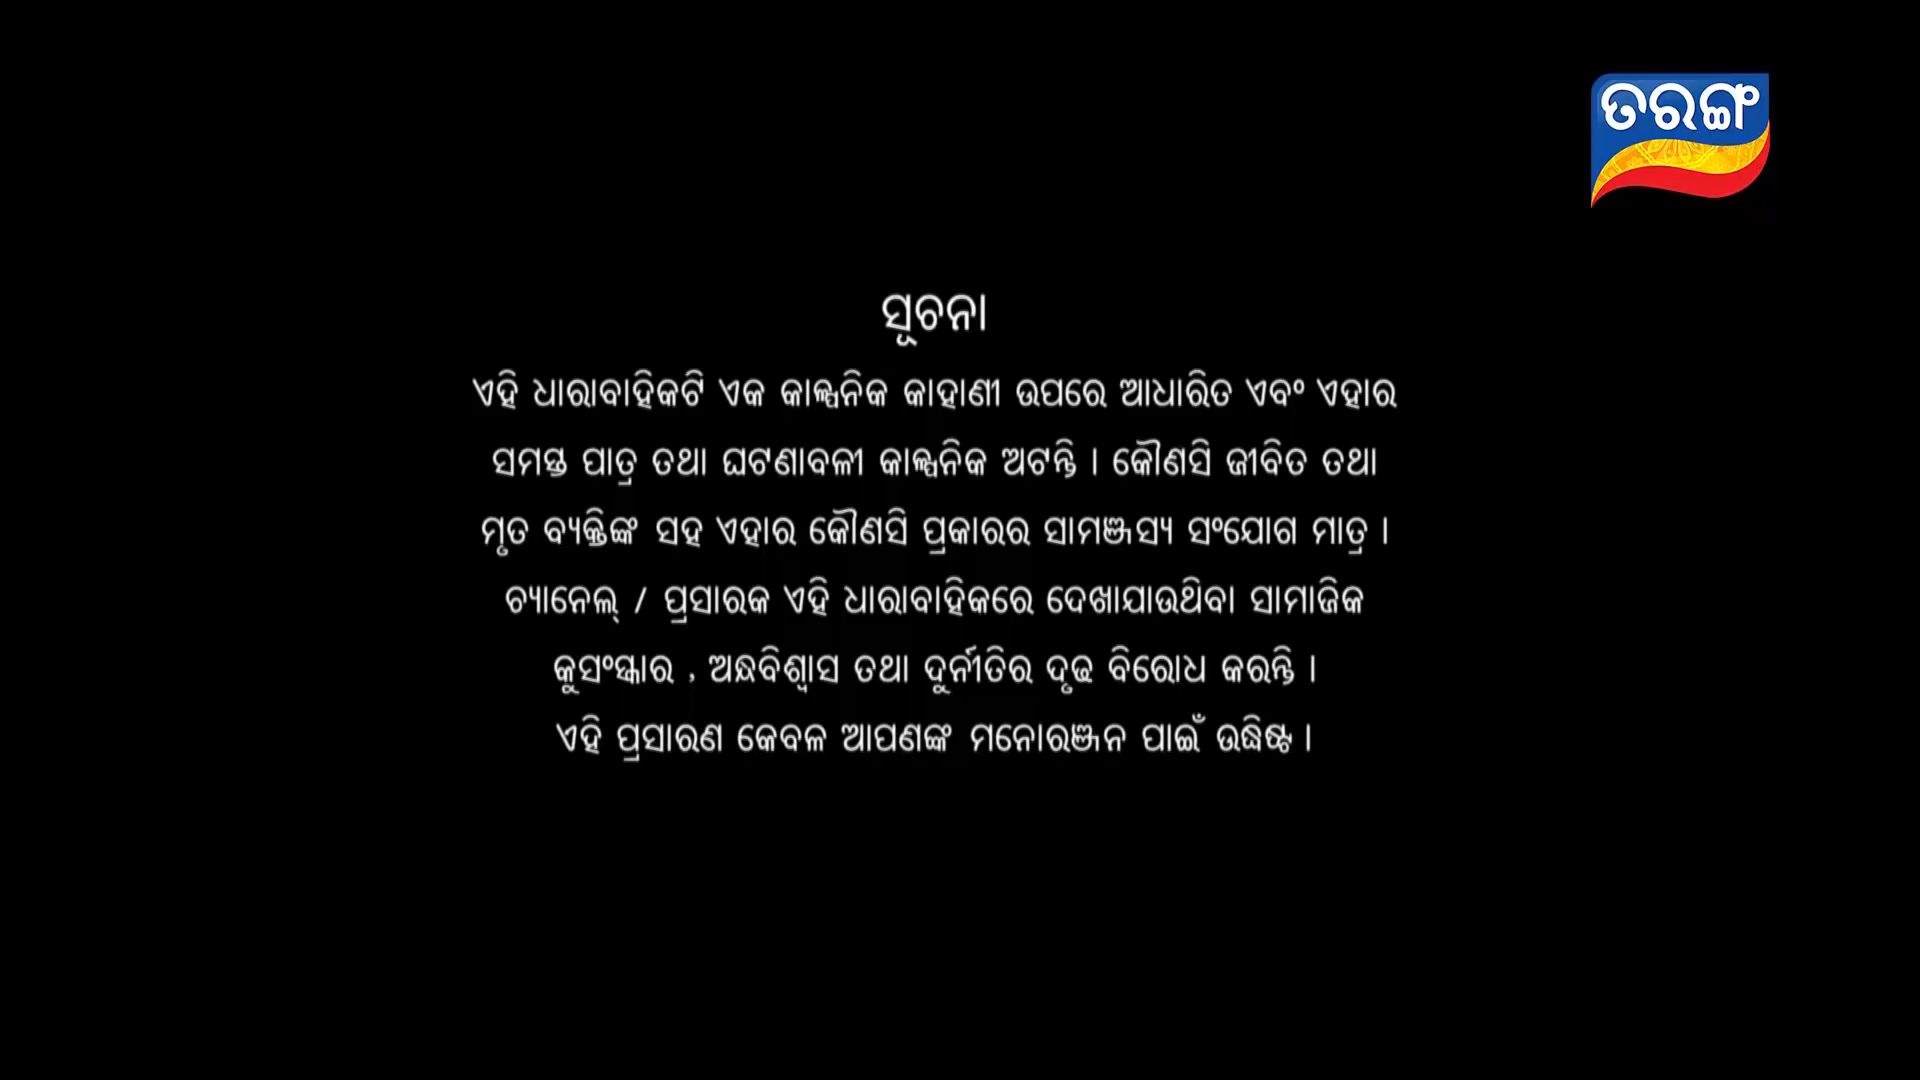 ତରଙ୍ଗ
ସୂଚନା
ଏହି ଧାରାବାହିକଟି ଏକ କାଳ୍ପନିକ କାହାଣୀ ଉପରେ ଆଧାରିତ ଏବଂ ଏହାର
ସମସ୍ତ ପାତ୍ର ତଥା ଘଟଣାବଳୀ କାଳ୍ପନିକ ଅଟନ୍ତି । କୌଣସି ଜୀବିତ ତଥା
ମୃତ ବ୍ୟକ୍ତିଙ୍କ ସହ ଏହାର କୌଣସି ପ୍ରକାରର ସାମଞ୍ଜସ୍ୟ ସଂଯୋଗ ମାତ୍ର ।
ଚ୍ୟାନେଲ୍ / ପ୍ରସାରକ ଏହି ଧାରାବାହିକରେ ଦେଖାଯାଉଥିବା ସାମାଜିକ
କୁସଂସ୍କାର , ଅନ୍ଧବିଶ୍ୱାସ ତଥା ଦୁର୍ନୀତିର ଦୃଢ ବିରୋଧ କରନ୍ତି ।
ଏହି ପ୍ରସାରଣ କେବଳ ଆପଣଙ୍କ ମନୋରଞ୍ଜନ ପାଇଁ ଉଦ୍ଧିଷ୍ଟ ।